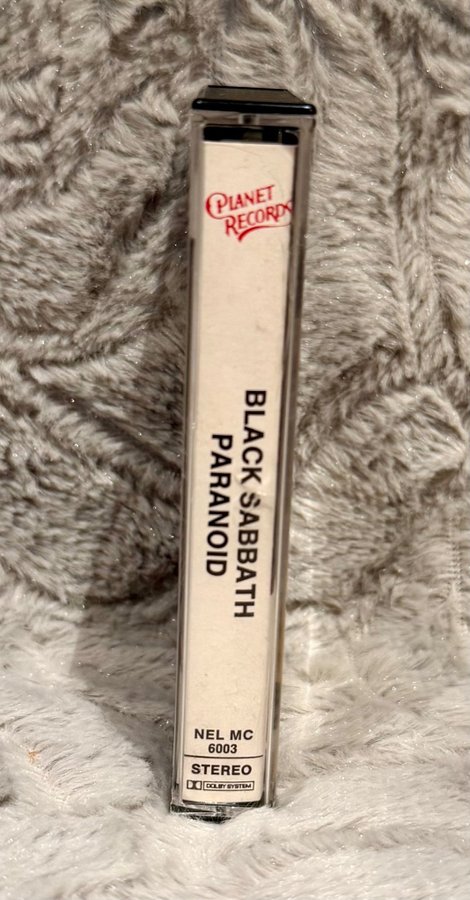 PLANET
RECORDS
BLACK SABBATH
PARANOID
NEL MC
6003
STEREO
DOLBY SYSTEM